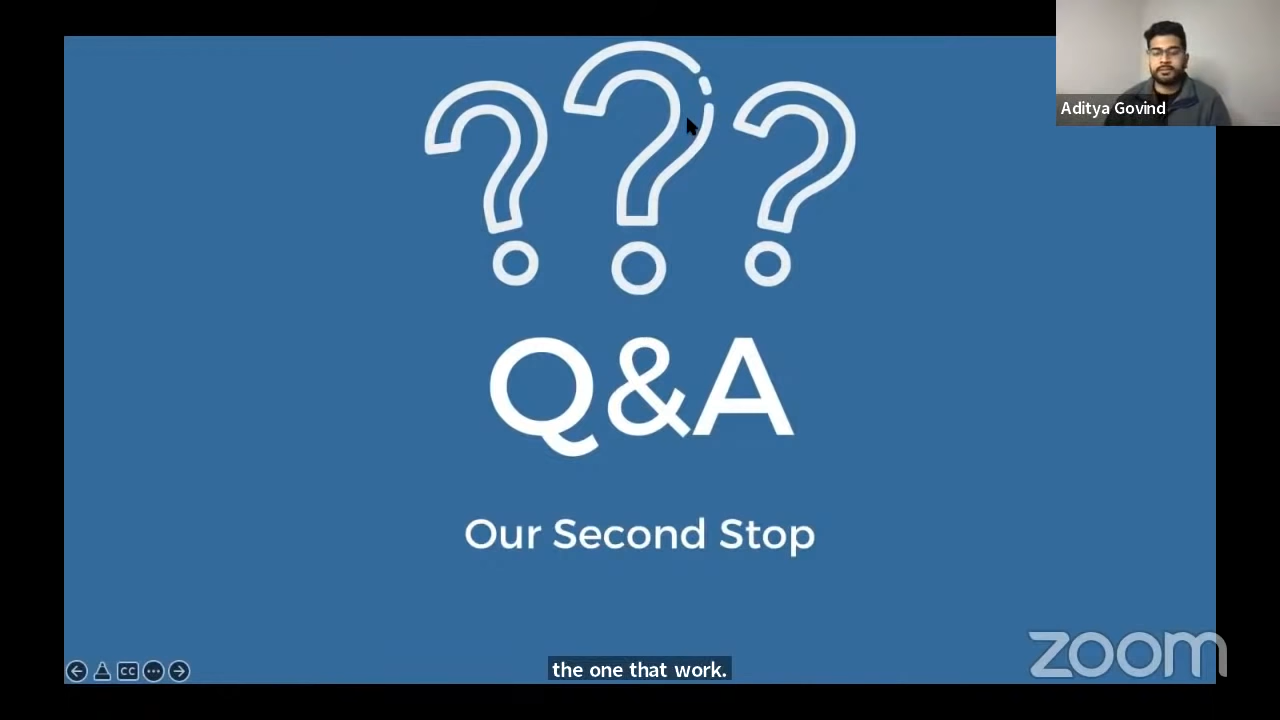 Aditya Govind
???
Q&A
Our Second Stop
CC
the one that work.
zoom